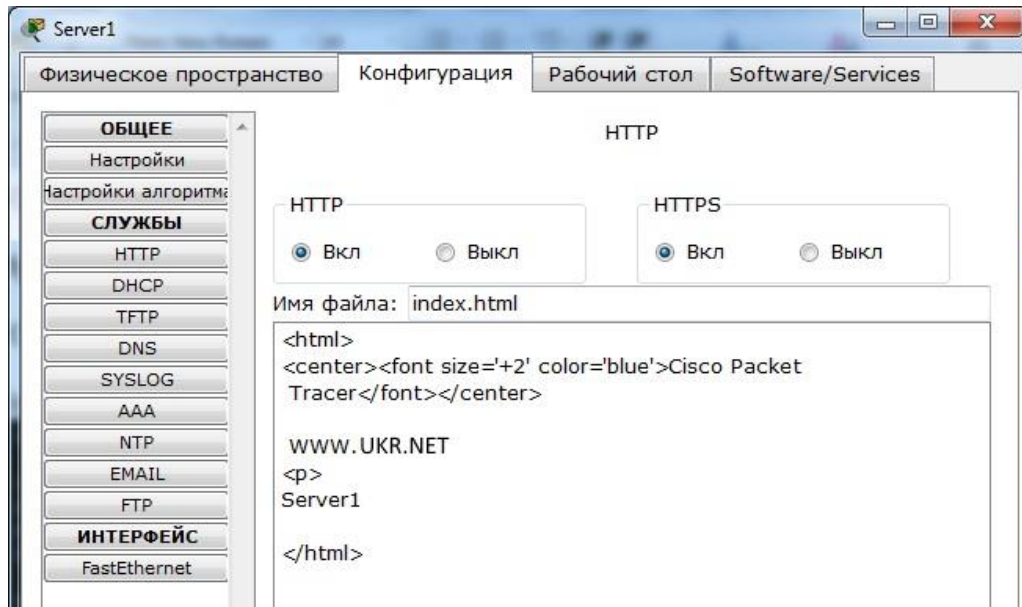 Server1
Физическое пространство Конфигурация Рабочий стол Software/Services
ОБЩЕЕ
Настройки
Настройки алгоритма
СЛУЖБЫ
HTTP
DHCP
TFTP
DNS
SYSLOG
AAA
NTP
EMAIL
FTP
ИНТЕРФЕЙС
FastEthernet
HTTP
HTTP HTTPS
Вкл Выкл Вкл Выкл
Имя файла: index.html
<html>
<center><font size='+2' color='blue'>Cisco Packet
Tracer</font></center>
WWW.UKR.NET
<p>
Server1
</html>